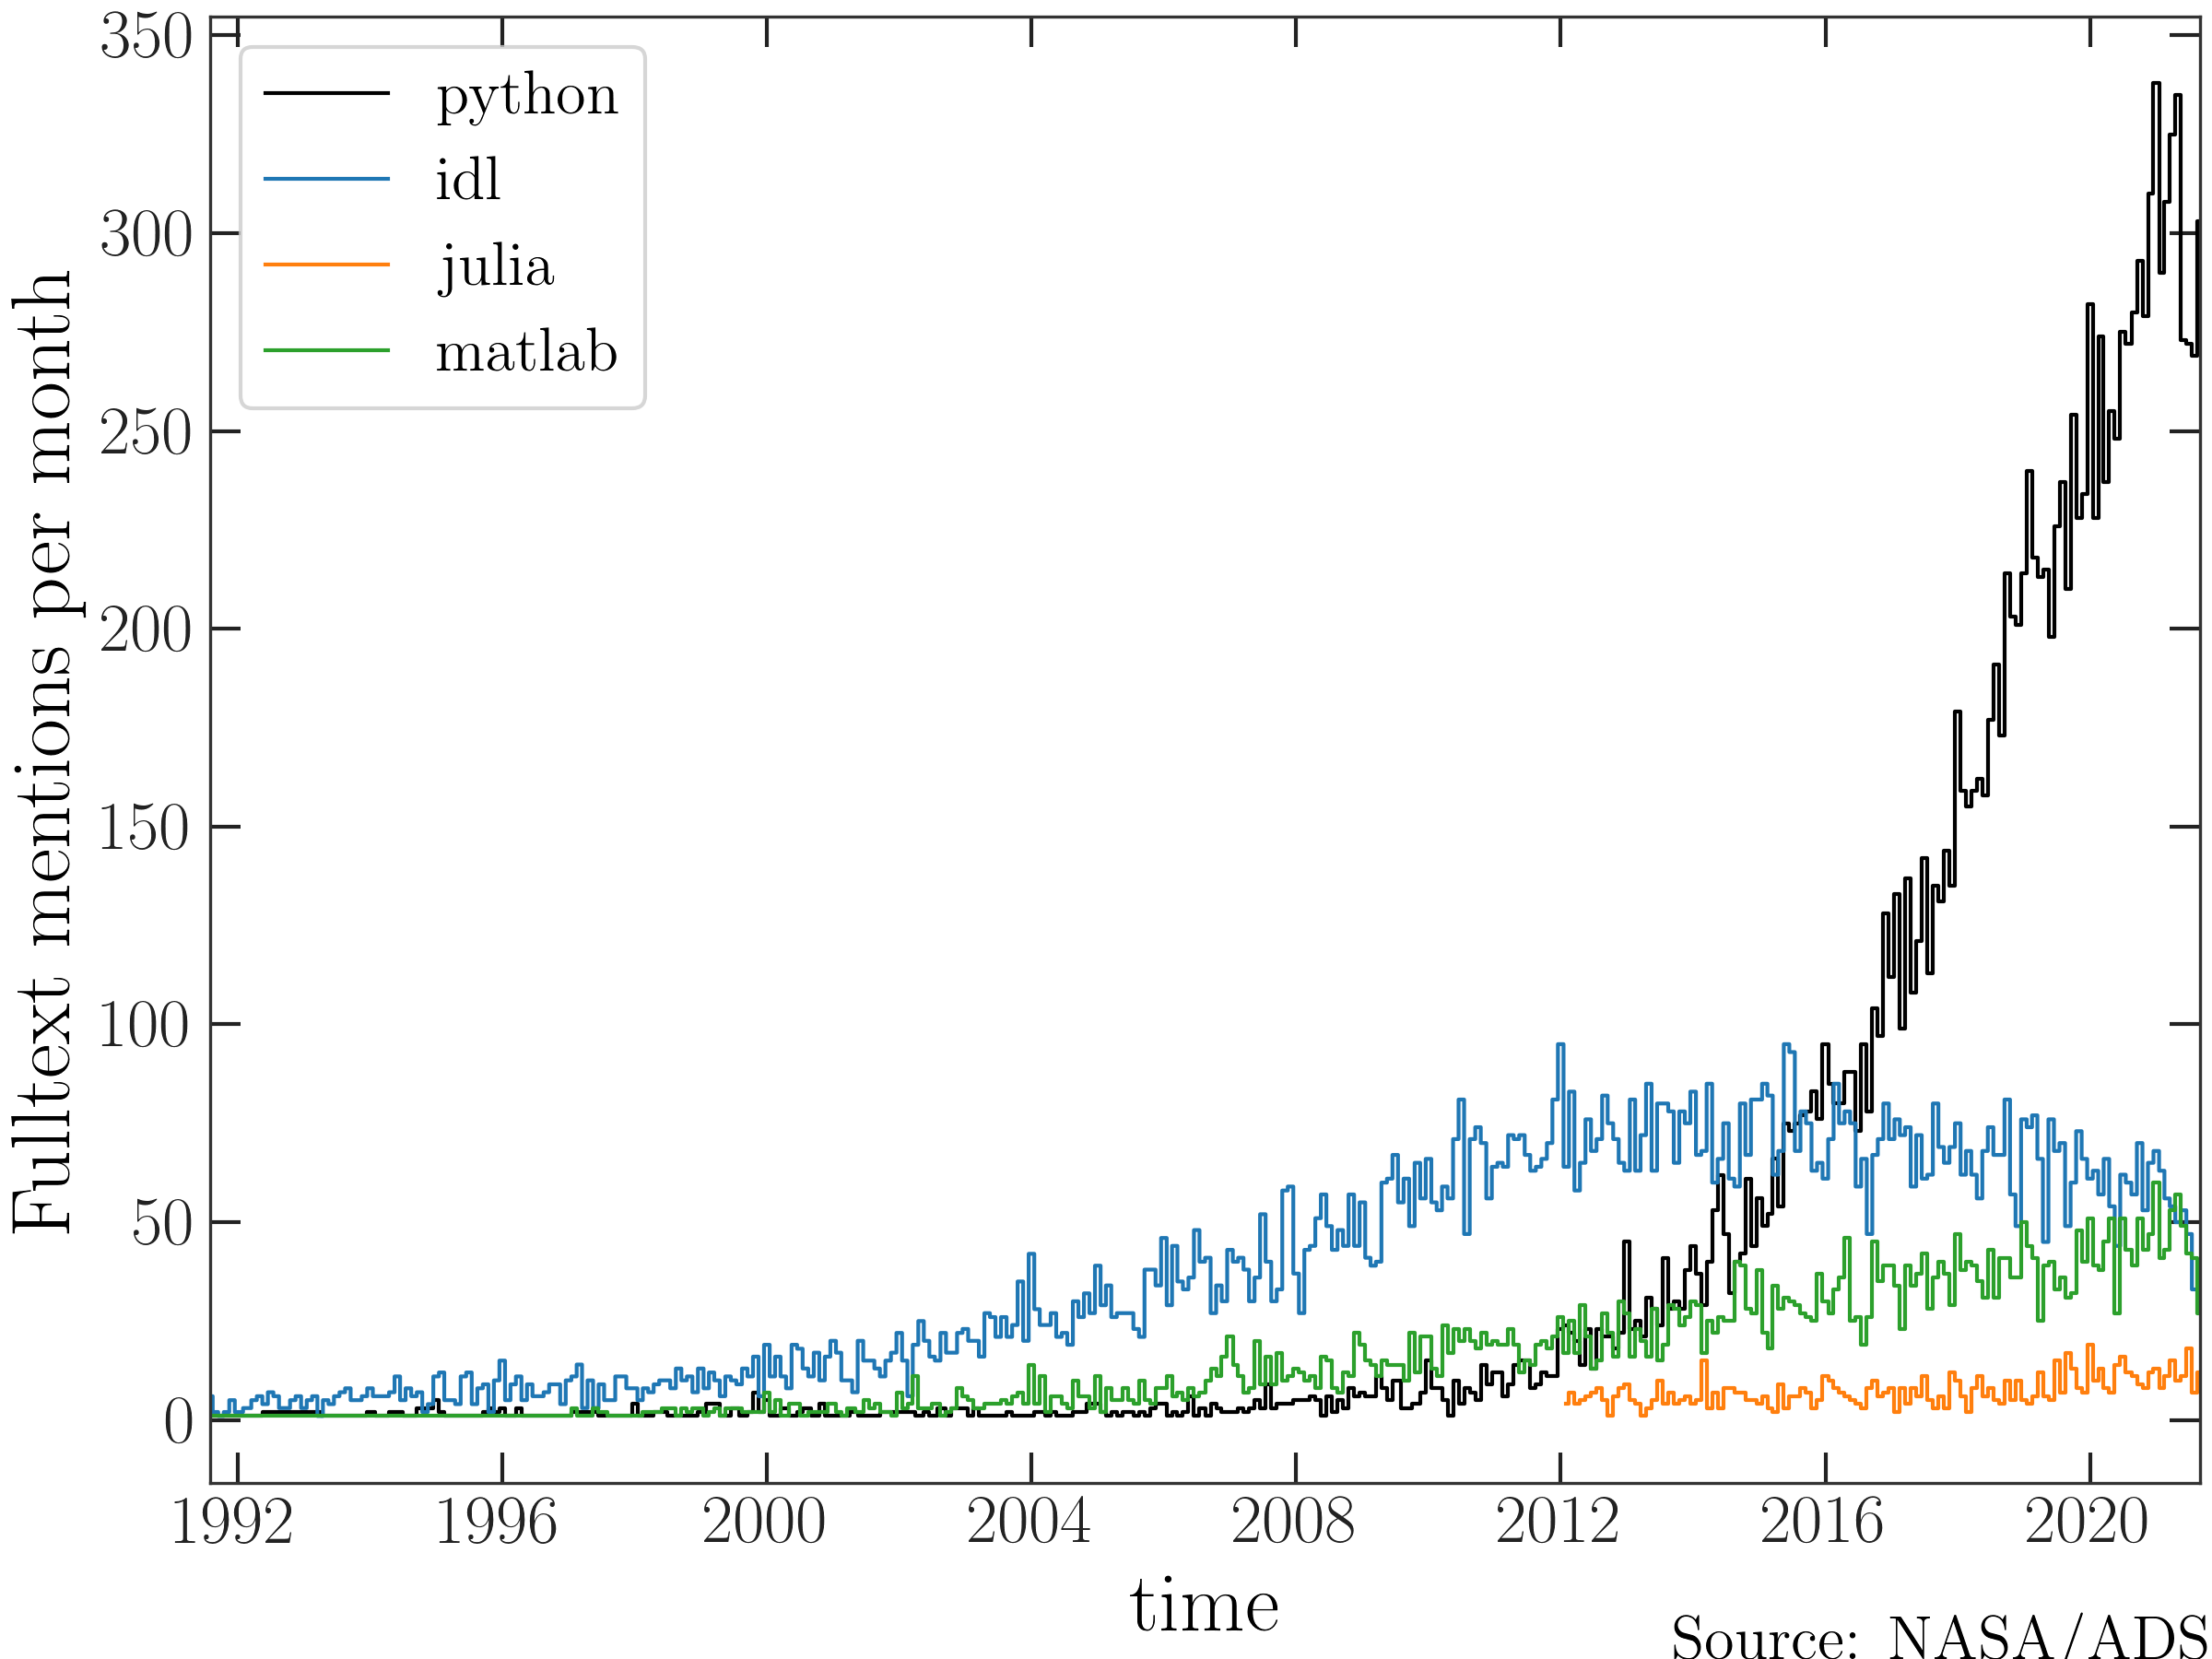 Fulltext mentions per month
350
300
250
200
150
100
50
0
python
idl
julia
matlab
1992 1996 2000 2004 2008 2012 2016 2020
time
Source: NASA/ADS